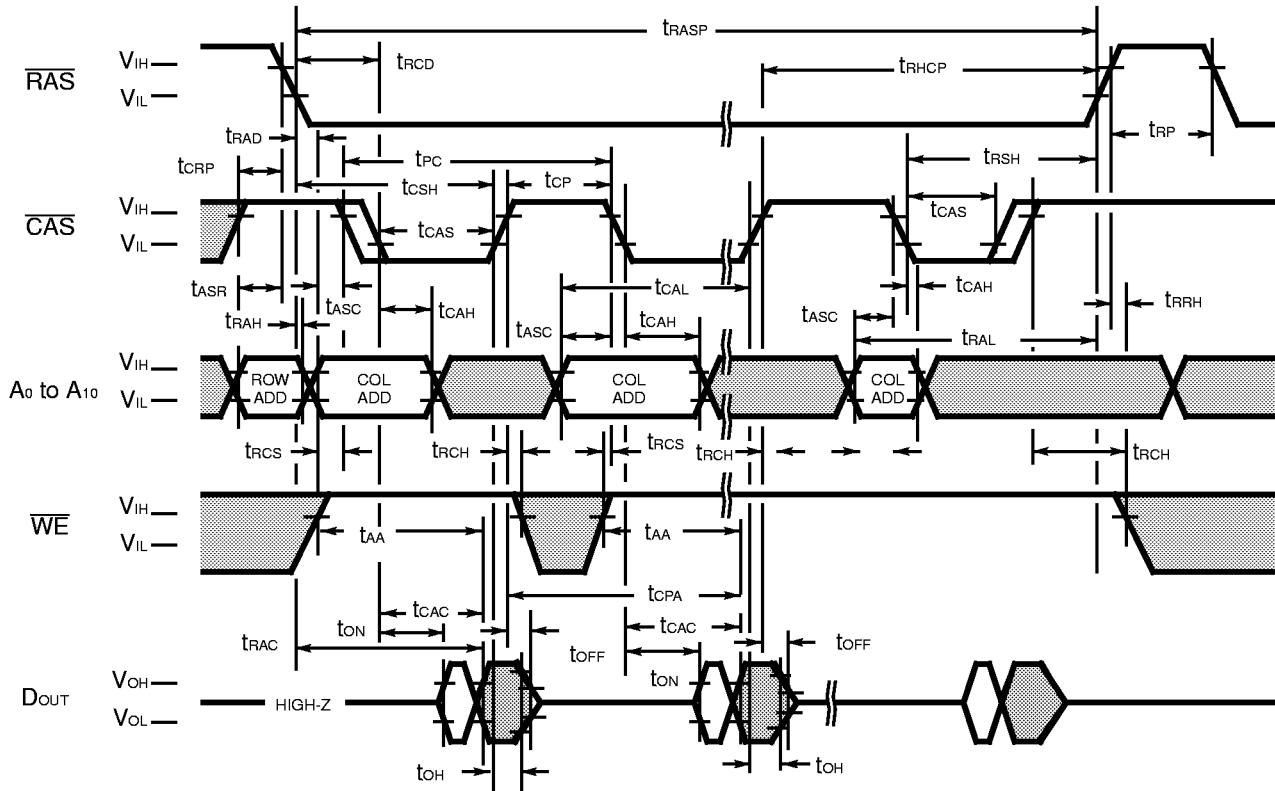 tRASP
VIH
tRCD
tRHCP
RAS
VIL
tRAD
tRP
tCRP
tPC
tRSH
tCSH
tCP
VIH
CAS
tCAS
tCAS
VIL
tASR
tASC
tCAL
tCAH
tRRH
tRAH
tCAH
tASC
tCAH
tASC
tRAL
VIH
A0 to A10
ROW ADD
COL ADD
COL ADD
COL ADD
VIL
tRCS
tRCH
tRCS
tRCH
tRCH
VIH
WE
tAA
tAA
VIL
tCPA
tCAC
tON
tCAC
tRAC
tOFF
tOFF
VOH
tON
DOUT
HIGH-Z
VOL
tOH
tOH